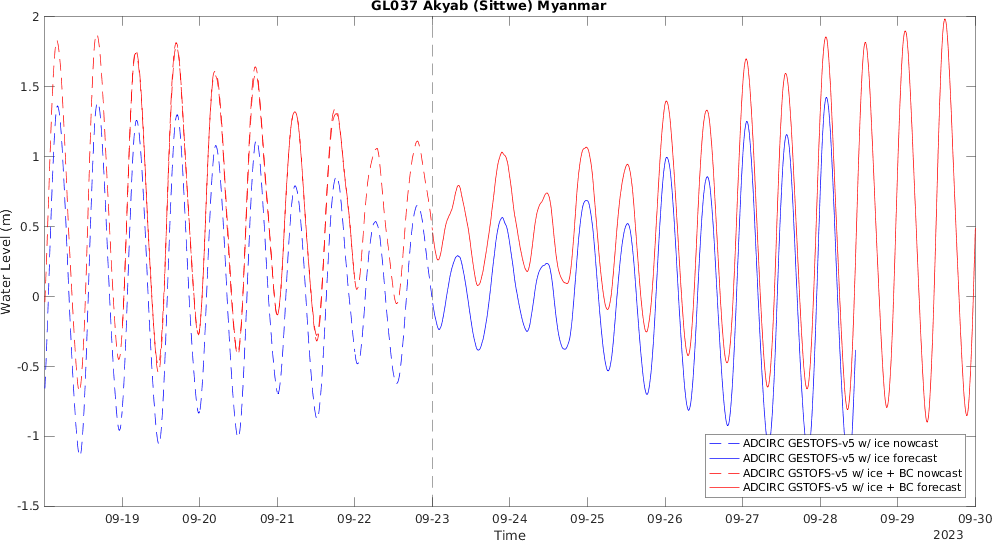 GL037 Akyab (Sittwe) Myanmar
Water Level (m)
2
1.5
1
0.5
0
-0.5
-1
-1.5
ADCIRC GESTOFS-v5 w/ ice nowcast
ADCIRC GESTOFS-v5 w/ ice forecast
ADCIRC GSTOFS-v5 w/ ice + BC nowcast
ADCIRC GSTOFS-v5 w/ ice + BC forecast
09-19 09-20 09-21 09-22 09-23 09-24 09-25 09-26 09-27 09-28 09-29 09-30
Time
2023